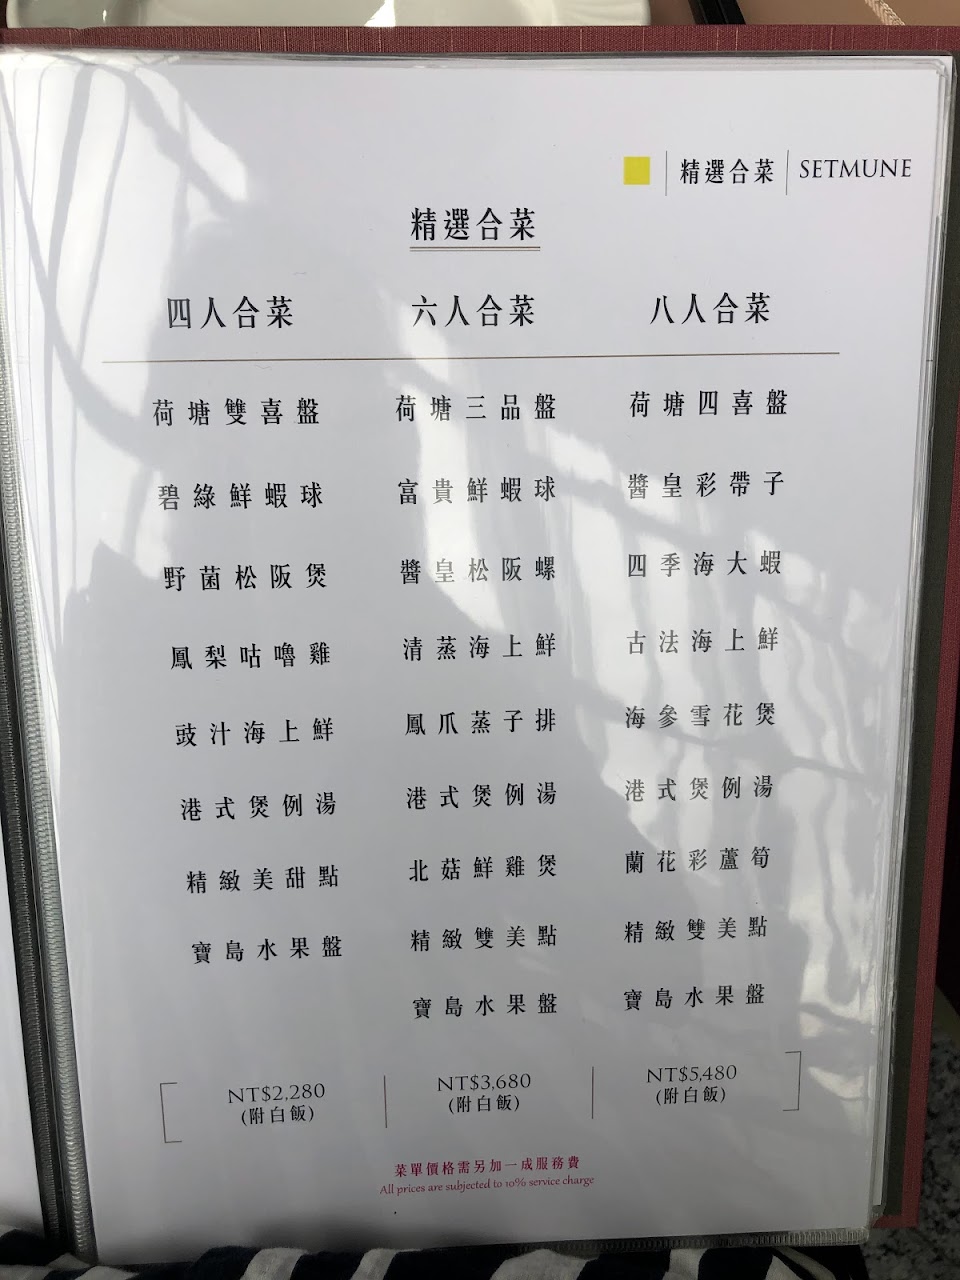 精選合菜 SETMUNE
精選合菜
四人合菜
荷塘雙喜盤
碧綠鮮蝦球
野菌松阪煲
鳳梨咕嚕雞
豉汁海上鮮
港式煲例湯
精緻美甜點
寶島水果盤
NT$2,280
(附白飯)
六人合菜
荷塘三品盤
富貴鮮蝦球
醬皇松阪螺
清蒸海上鮮
鳳爪蒸子排
港式煲例湯
北菇鮮雞煲
精緻雙美點
寶島水果盤
NT$3,680
(附白飯)
八人合菜
荷塘四喜盤
醬皇彩帶子
四季海大蝦
古法海上鮮
海參雪花煲
港式煲例湯
蘭花彩蘆筍
精緻雙美點
寶島水果盤
NT$5,480
(附白飯)
菜單價格需另加一成服務費
All prices are subjected to 10% service charge